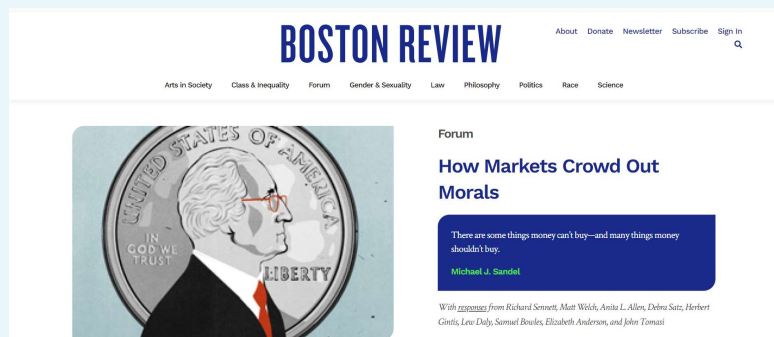 BOSTON REVIEW
About Donate Newsletter Subscribe Sign In
Arts in Society Class & Inequality Forum Gender & Sexuality Law Philosophy Politics Race Science
UNITED STATES OF AMERICA
IN
GOD WE
TRUST
LIBERTY
Forum
How Markets Crowd Out
Morals
There are some things money can't buy—and many things money
shouldn't buy.
Michael J. Sandel
With responses from Richard Sennett, Matt Welch, Anita L. Allen, Debra Satz, Herbert
Gintis, Lew Daly, Samuel Bowles, Elizabeth Anderson, and John Tomasi